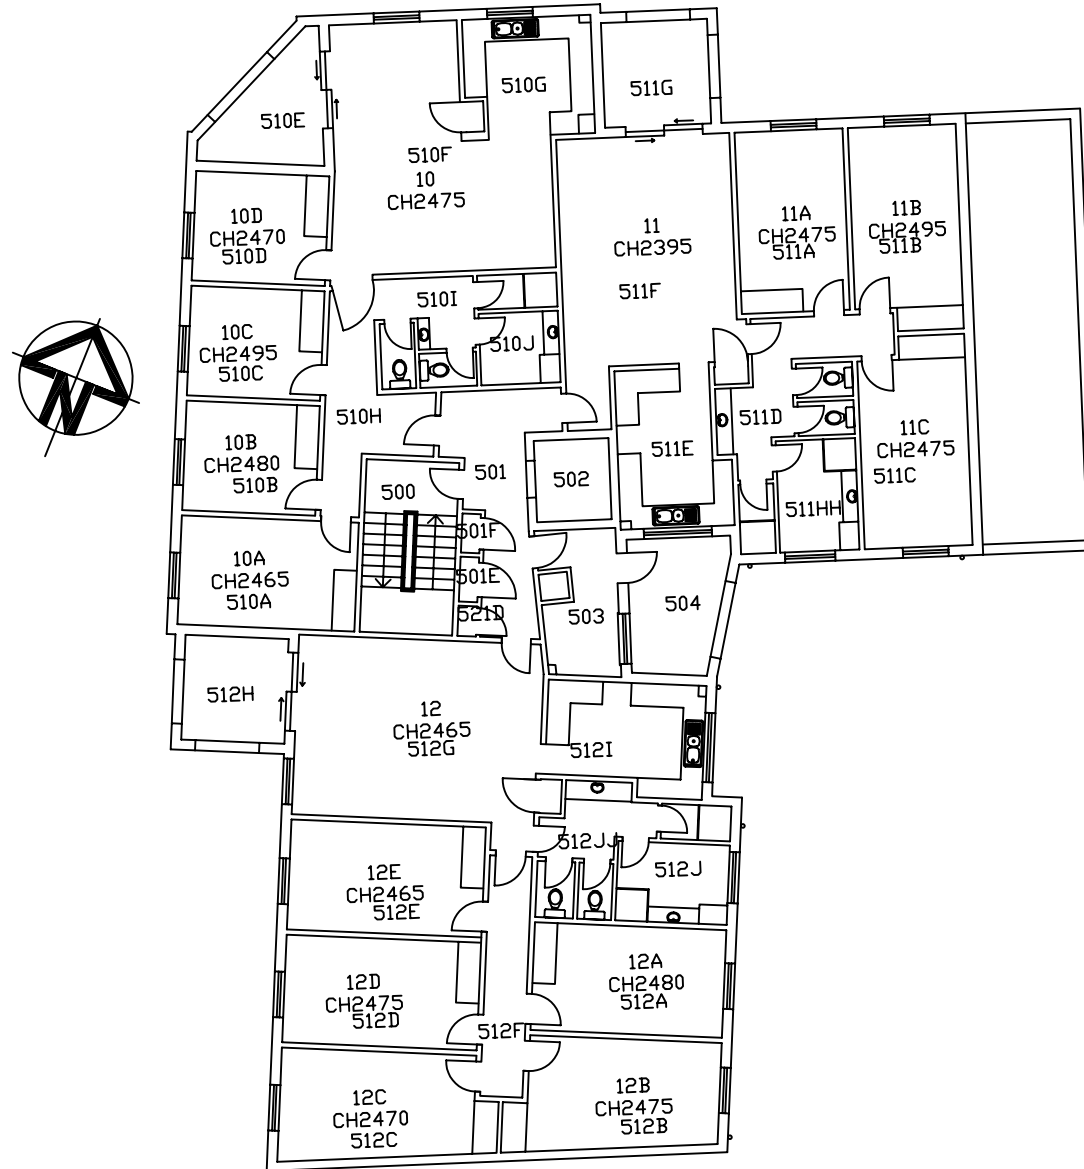 510E
510G
511G
510F
10
CH2475
10D
CH2470
510D
11
CH2395
511F
11A
CH2475
511A
11B
CH2495
511B
510I
510J
10C
CH2495
510C
N
510H
10B
CH2480
510B
511D
511E
11C
CH2475
511C
500
501
502
511HH
501F
501E
521D
10A
CH2465
510A
503
504
512H
12
CH2465
512G
512I
512JJ
512J
12E
CH2465
512E
12D
CH2475
512D
12A
CH2480
512A
512F
12C
CH2470
512C
12B
CH2475
512B